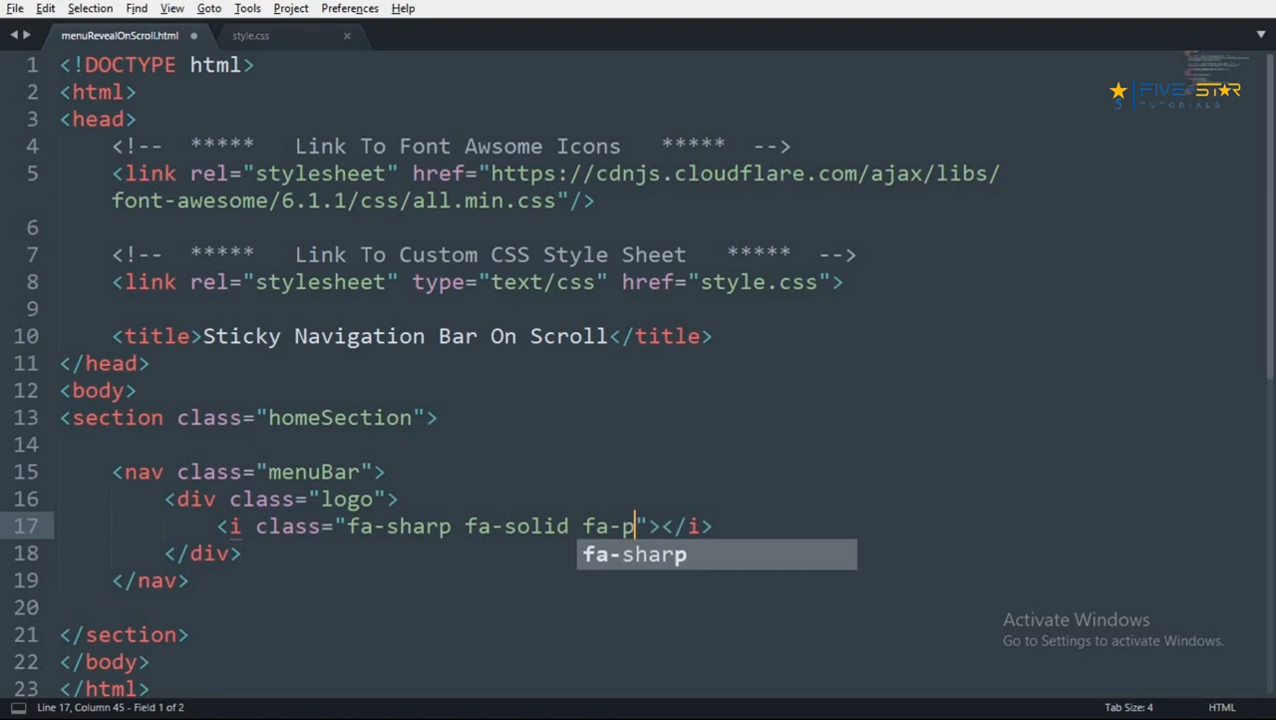 File Edit Selection Find View Goto Tools Project Preferences Help
menuRevealOnScroll.html style.css
1 <!DOCTYPE html>
2 <html>
3 <head>
4 <!-- ***** Link To Font Awsome Icons ***** -->
5 <link rel="stylesheet" href="https://cdnjs.cloudflare.com/ajax/libs/
font-awesome/6.1.1/css/all.min.css"/>
6
7 <!-- ***** Link To Custom CSS Style Sheet ***** -->
8 <link rel="stylesheet" type="text/css" href="style.css">
9
10 <title>Sticky Navigation Bar On Scroll</title>
11 </head>
12 <body>
13 <section class="homeSection">
14
15 <nav class="menuBar">
16 <div class="logo">
17 <i class="fa-sharp fa-solid fa-p"></i>
fa-sharp
18 </div>
19 </nav>
20
21 </section>
22 </body>
23 </html>
5 FIVE STAR
TUTORIALS
Activate Windows
Go to Settings to activate Windows.
Line 17, Column 45 - Field 1 of 2 Tab Size: 4 HTML